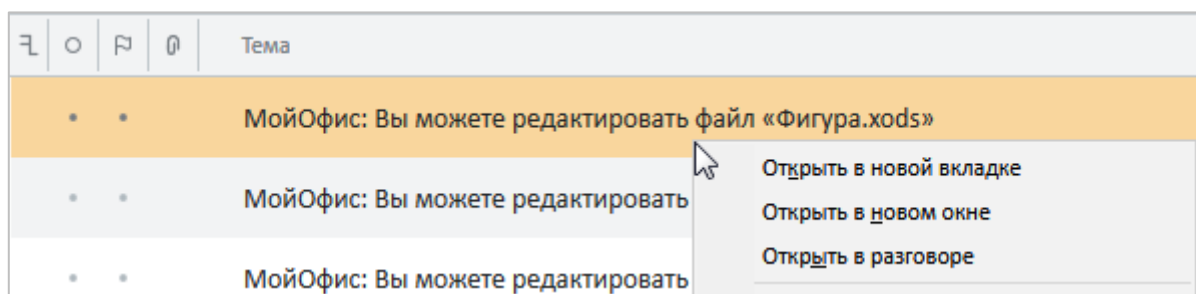 Тема
МойОфис: Вы можете редактировать файл «Фигура.xods»
Открыть в новой вкладке
МойОфис: Вы можете редактировать
Открыть в новом окне
Открыть в разговоре
МойОфис: Вы можете редактировать